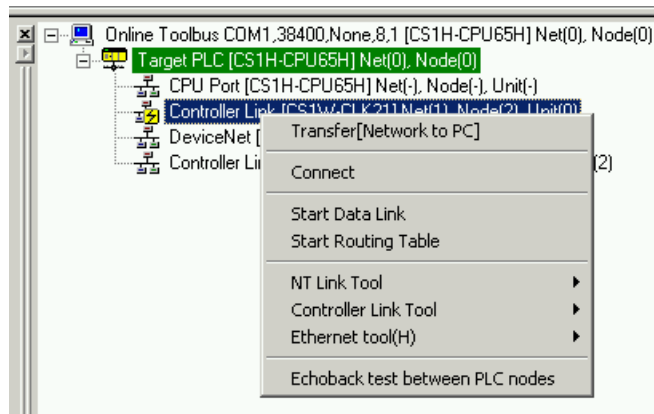 Online Toolbus COM1,38400,None,8,1 [CS1H-CPU65H] Net(0), Node(0)
Target PLC [CS1H-CPU65H] Net(0), Node(0)
CPU Port [CS1H-CPU65H] Net(-), Node(-), Unit(-)
Controller Link [CS1W-CLK21] Net(1), Node(2), Unit(0)
DeviceNet [
Controller Li (2)
Transfer[Network to PC]
Connect
Start Data Link
Start Routing Table
NT Link Tool
Controller Link Tool
Ethernet tool(H)
Echoback test between PLC nodes